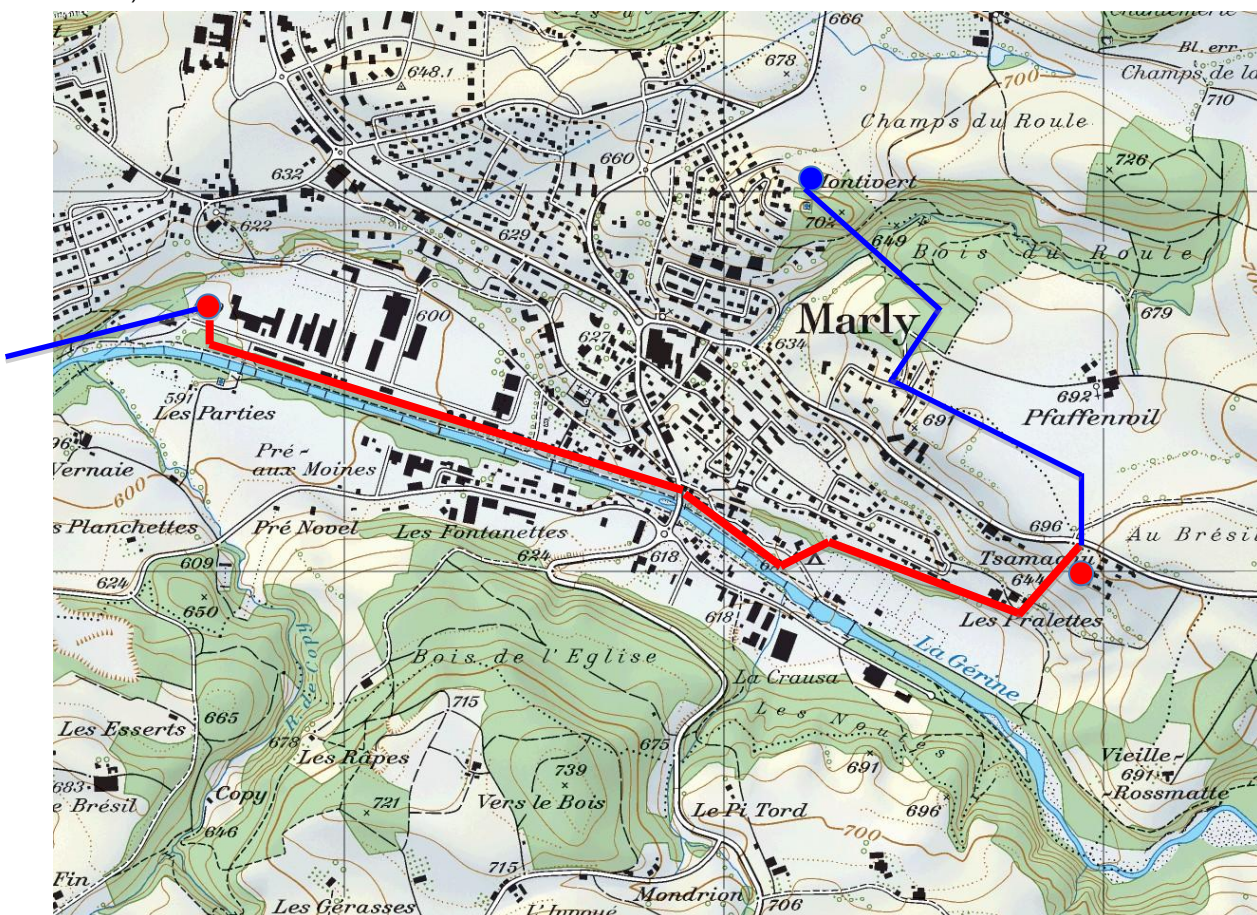 666
648.1
678
Bl. err.
700
Champs de la
710
Champs du Roule
660
726
632
Montivert
622
702
649
629
Bois du Roule
600
679
Marly
627
634
591
Les Parties
692
Pfaffenwil
691
Pré-
aux Moines
Vernaie
600
s Planchettes
Pré Novel
Les Fontanettes
696
Au Brésil
618
624
Tsamagny
609
644
624
650
618
Les Pralettes
R. de Copy
Bois de l'Eglise
La Gérine
La Crausa
Les Esserts
665
715
Les Noutes
678
675
Les Râpes
739
691
Vieille-
691
-Rossmatte
683
e Brésil
Copy
721
Vers le Bois
696
Le Pi Tord
646
700
715
Fin
Mondrion
Les Gérasses
706